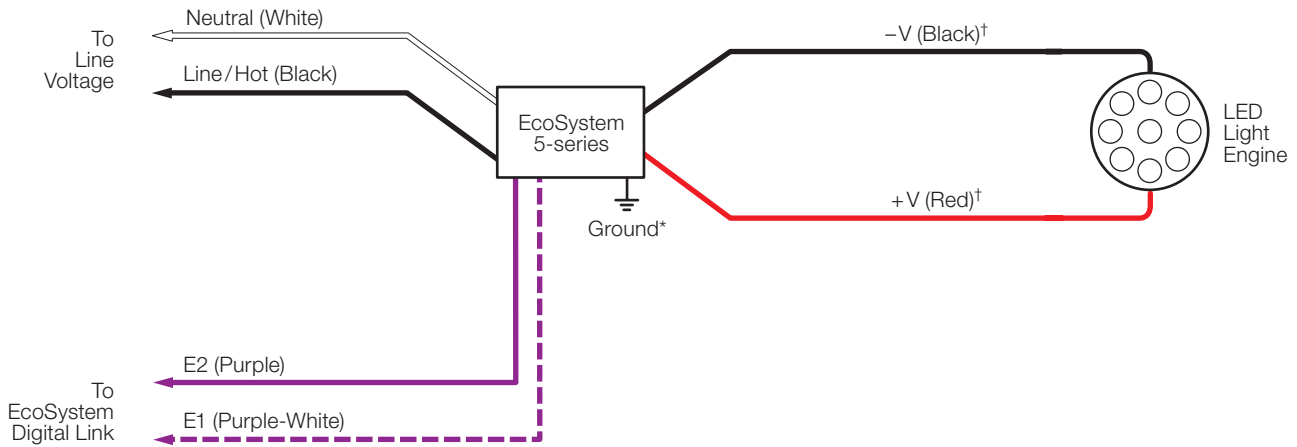 To
Line
Voltage
Neutral (White)
Line/Hot (Black)
EcoSystem
5-series
Ground*
−V (Black)†
+V (Red)†
LED
Light
Engine
To
EcoSystem
Digital Link
E2 (Purple)
E1 (Purple-White)